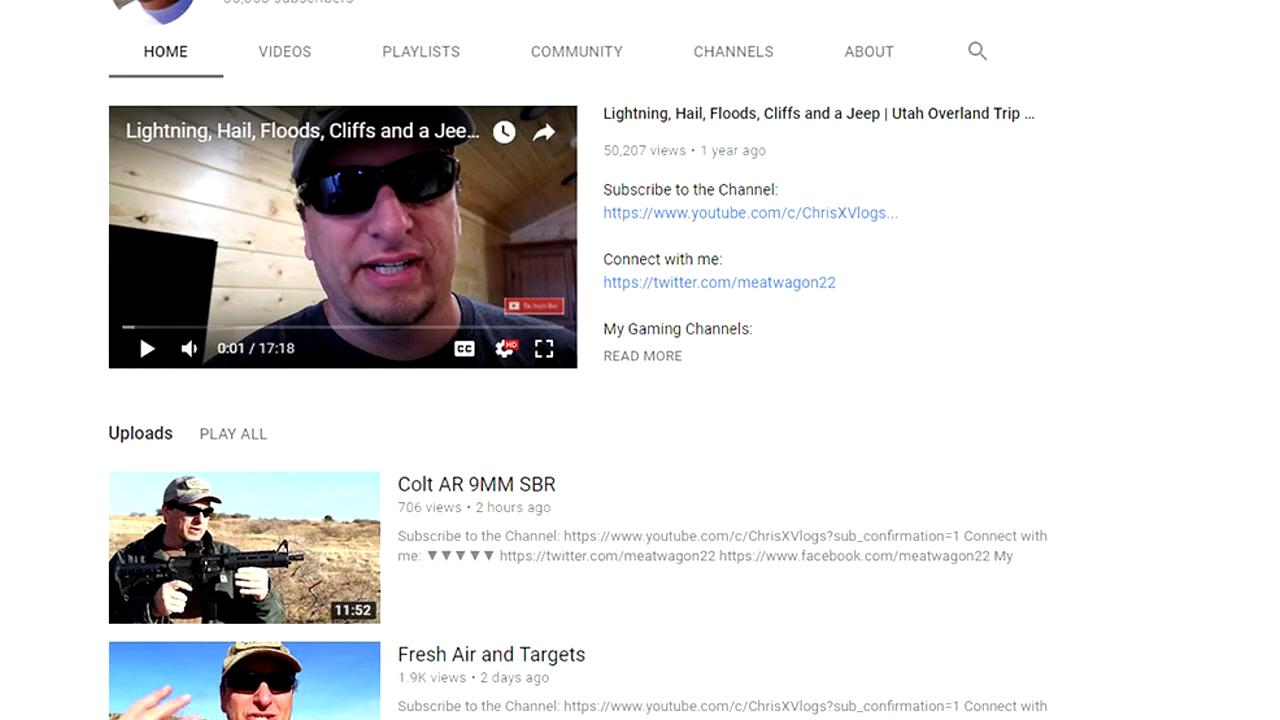 HOME VIDEOS PLAYLISTS COMMUNITY CHANNELS ABOUT
Lightning, Hail, Floods, Cliffs and a Jee...
0:01 / 17:18 CC HD
Lightning, Hail, Floods, Cliffs and a Jeep | Utah Overland Trip ...
50,207 views • 1 year ago
Subscribe to the Channel:
https://www.youtube.com/c/ChrisXVlogs...
Connect with me:
https://twitter.com/meatwagon22
My Gaming Channels:
READ MORE
Uploads PLAY ALL
11:52
Colt AR 9MM SBR
706 views • 2 hours ago
Subscribe to the Channel: https://www.youtube.com/c/ChrisXVlogs?sub_confirmation=1 Connect with
me: ▼▼▼▼▼ https://twitter.com/meatwagon22 https://www.facebook.com/meatwagon22 My
Fresh Air and Targets
1.9K views • 2 days ago
Subscribe to the Channel: https://www.youtube.com/c/ChrisXVlogs?sub_confirmation=1 Connect with